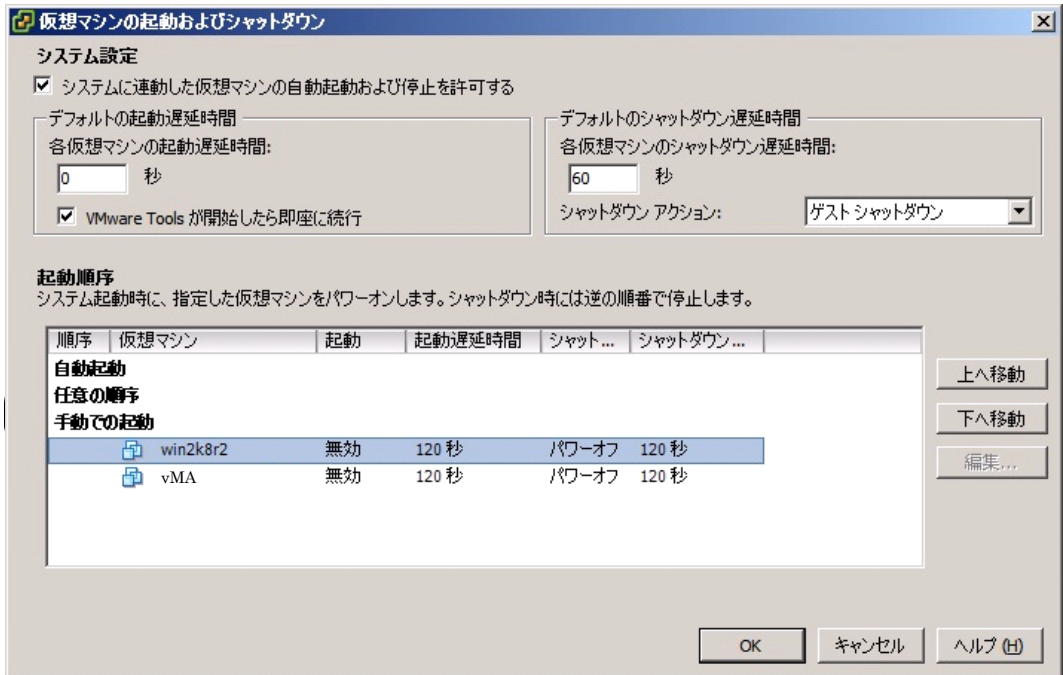 仮想マシンの起動およびシャットダウン
システム設定
システムに連動した仮想マシンの自動起動および停止を許可する
デフォルトの起動遅延時間
各仮想マシンの起動遅延時間:
0 秒
VMware Tools が開始したら即座に続行
デフォルトのシャットダウン遅延時間
各仮想マシンのシャットダウン遅延時間:
60 秒
シャットダウン アクション: ゲスト シャットダウン
起動順序
システム起動時に、指定した仮想マシンをパワーオンします。シャットダウン時には逆の順番で停止します。
順序 仮想マシン 起動 起動遅延時間 シャット... シャットダウン...
自動起動
任意の順序
手動での起動
win2k8r2 無効 120 秒 パワーオフ 120 秒
vMA 無効 120 秒 パワーオフ 120 秒
上へ移動
下へ移動
編集...
OK キャンセル ヘルプ (H)